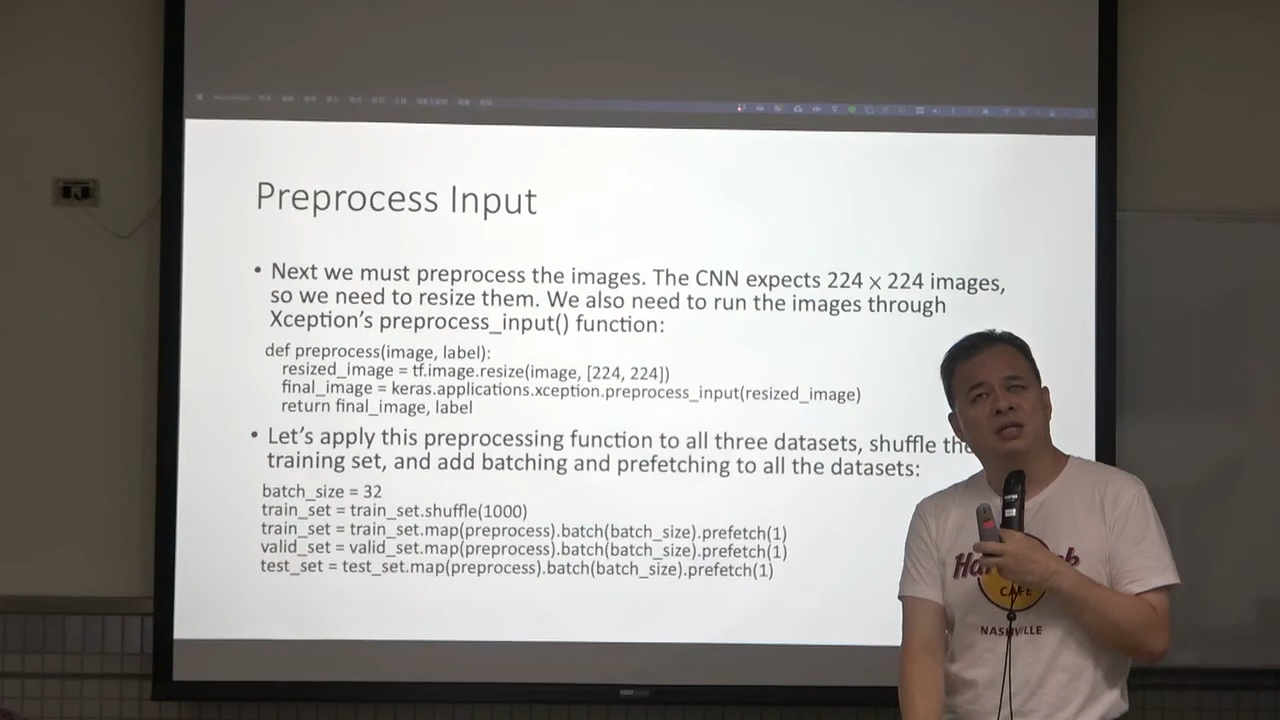 Preprocess Input
• Next we must preprocess the images. The CNN expects 224 × 224 images,
so we need to resize them. We also need to run the images through
Xception's preprocess_input() function:
def preprocess(image, label):
resized_image = tf.image.resize(image, [224, 224])
final_image = keras.applications.xception.preprocess_input(resized_image)
return final_image, label
• Let's apply this preprocessing function to all three datasets, shuffle the
training set, and add batching and prefetching to all the datasets:
batch_size = 32
train_set = train_set.shuffle(1000)
train_set = train_set.map(preprocess).batch(batch_size).prefetch(1)
valid_set = valid_set.map(preprocess).batch(batch_size).prefetch(1)
test_set = test_set.map(preprocess).batch(batch_size).prefetch(1)
CAFE
NASHVILLE